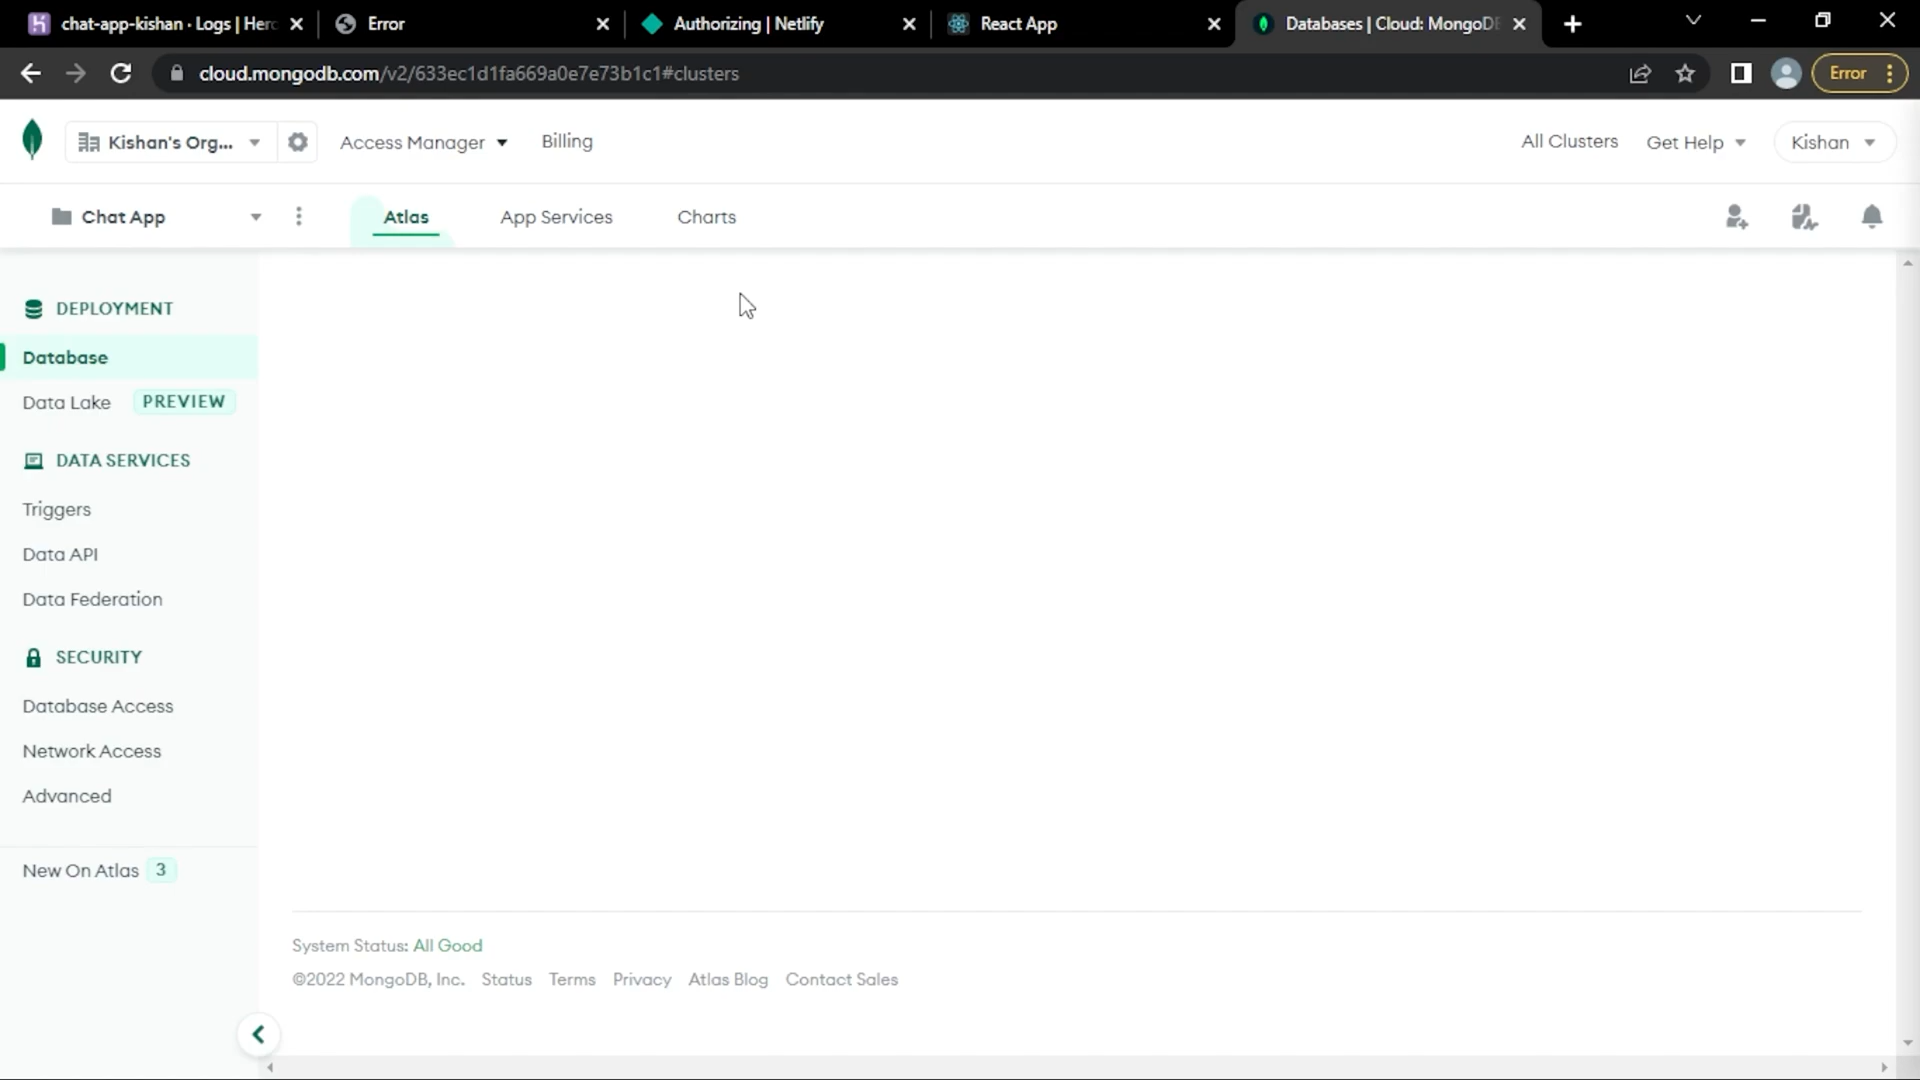 chat-app-kishan · Logs | Herc
Error
Authorizing | Netlify
React App
Databases | Cloud: MongoDB
cloud.mongodb.com/v2/633ec1d1fa669a0e7e73b1c1#clusters
Error
Kishan's Org...
Access Manager
Billing
All Clusters
Get Help
Kishan
Chat App
Atlas
App Services
Charts
DEPLOYMENT
Database
Data Lake PREVIEW
DATA SERVICES
Triggers
Data API
Data Federation
SECURITY
Database Access
Network Access
Advanced
New On Atlas 3
System Status: All Good
©2022 MongoDB, Inc. Status Terms Privacy Atlas Blog Contact Sales